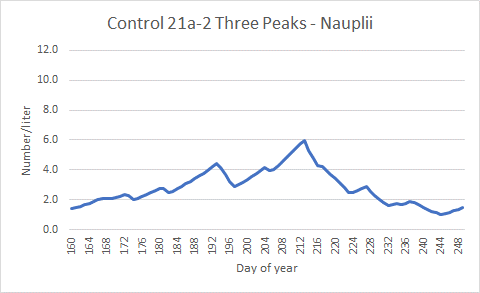 Control 21a-2 Three Peaks - Nauplii
12.0
10.0
8.0
6.0
4.0
2.0
0.0
Number/liter
160 164 168 172 176 180 184 188 192 196 200 204 208 212 216 220 224 228 232 236 240 244 248
Day of year